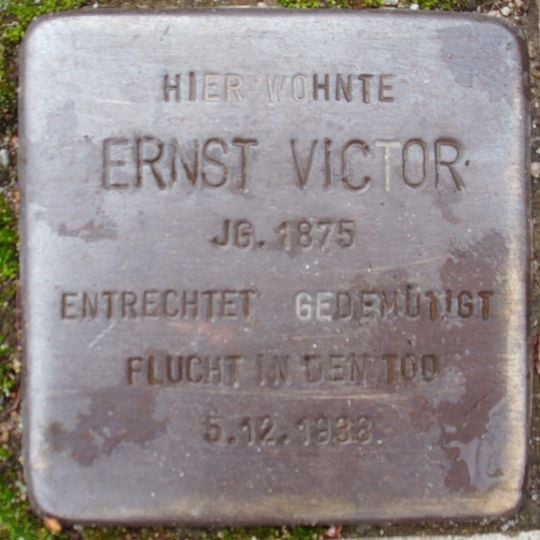 HIER WOHNTE
ERNST VICTOR
JG. 1875
ENTRECHTET GEDEMÜTIGT
FLUCHT IN DEN TOD
5.12.1938